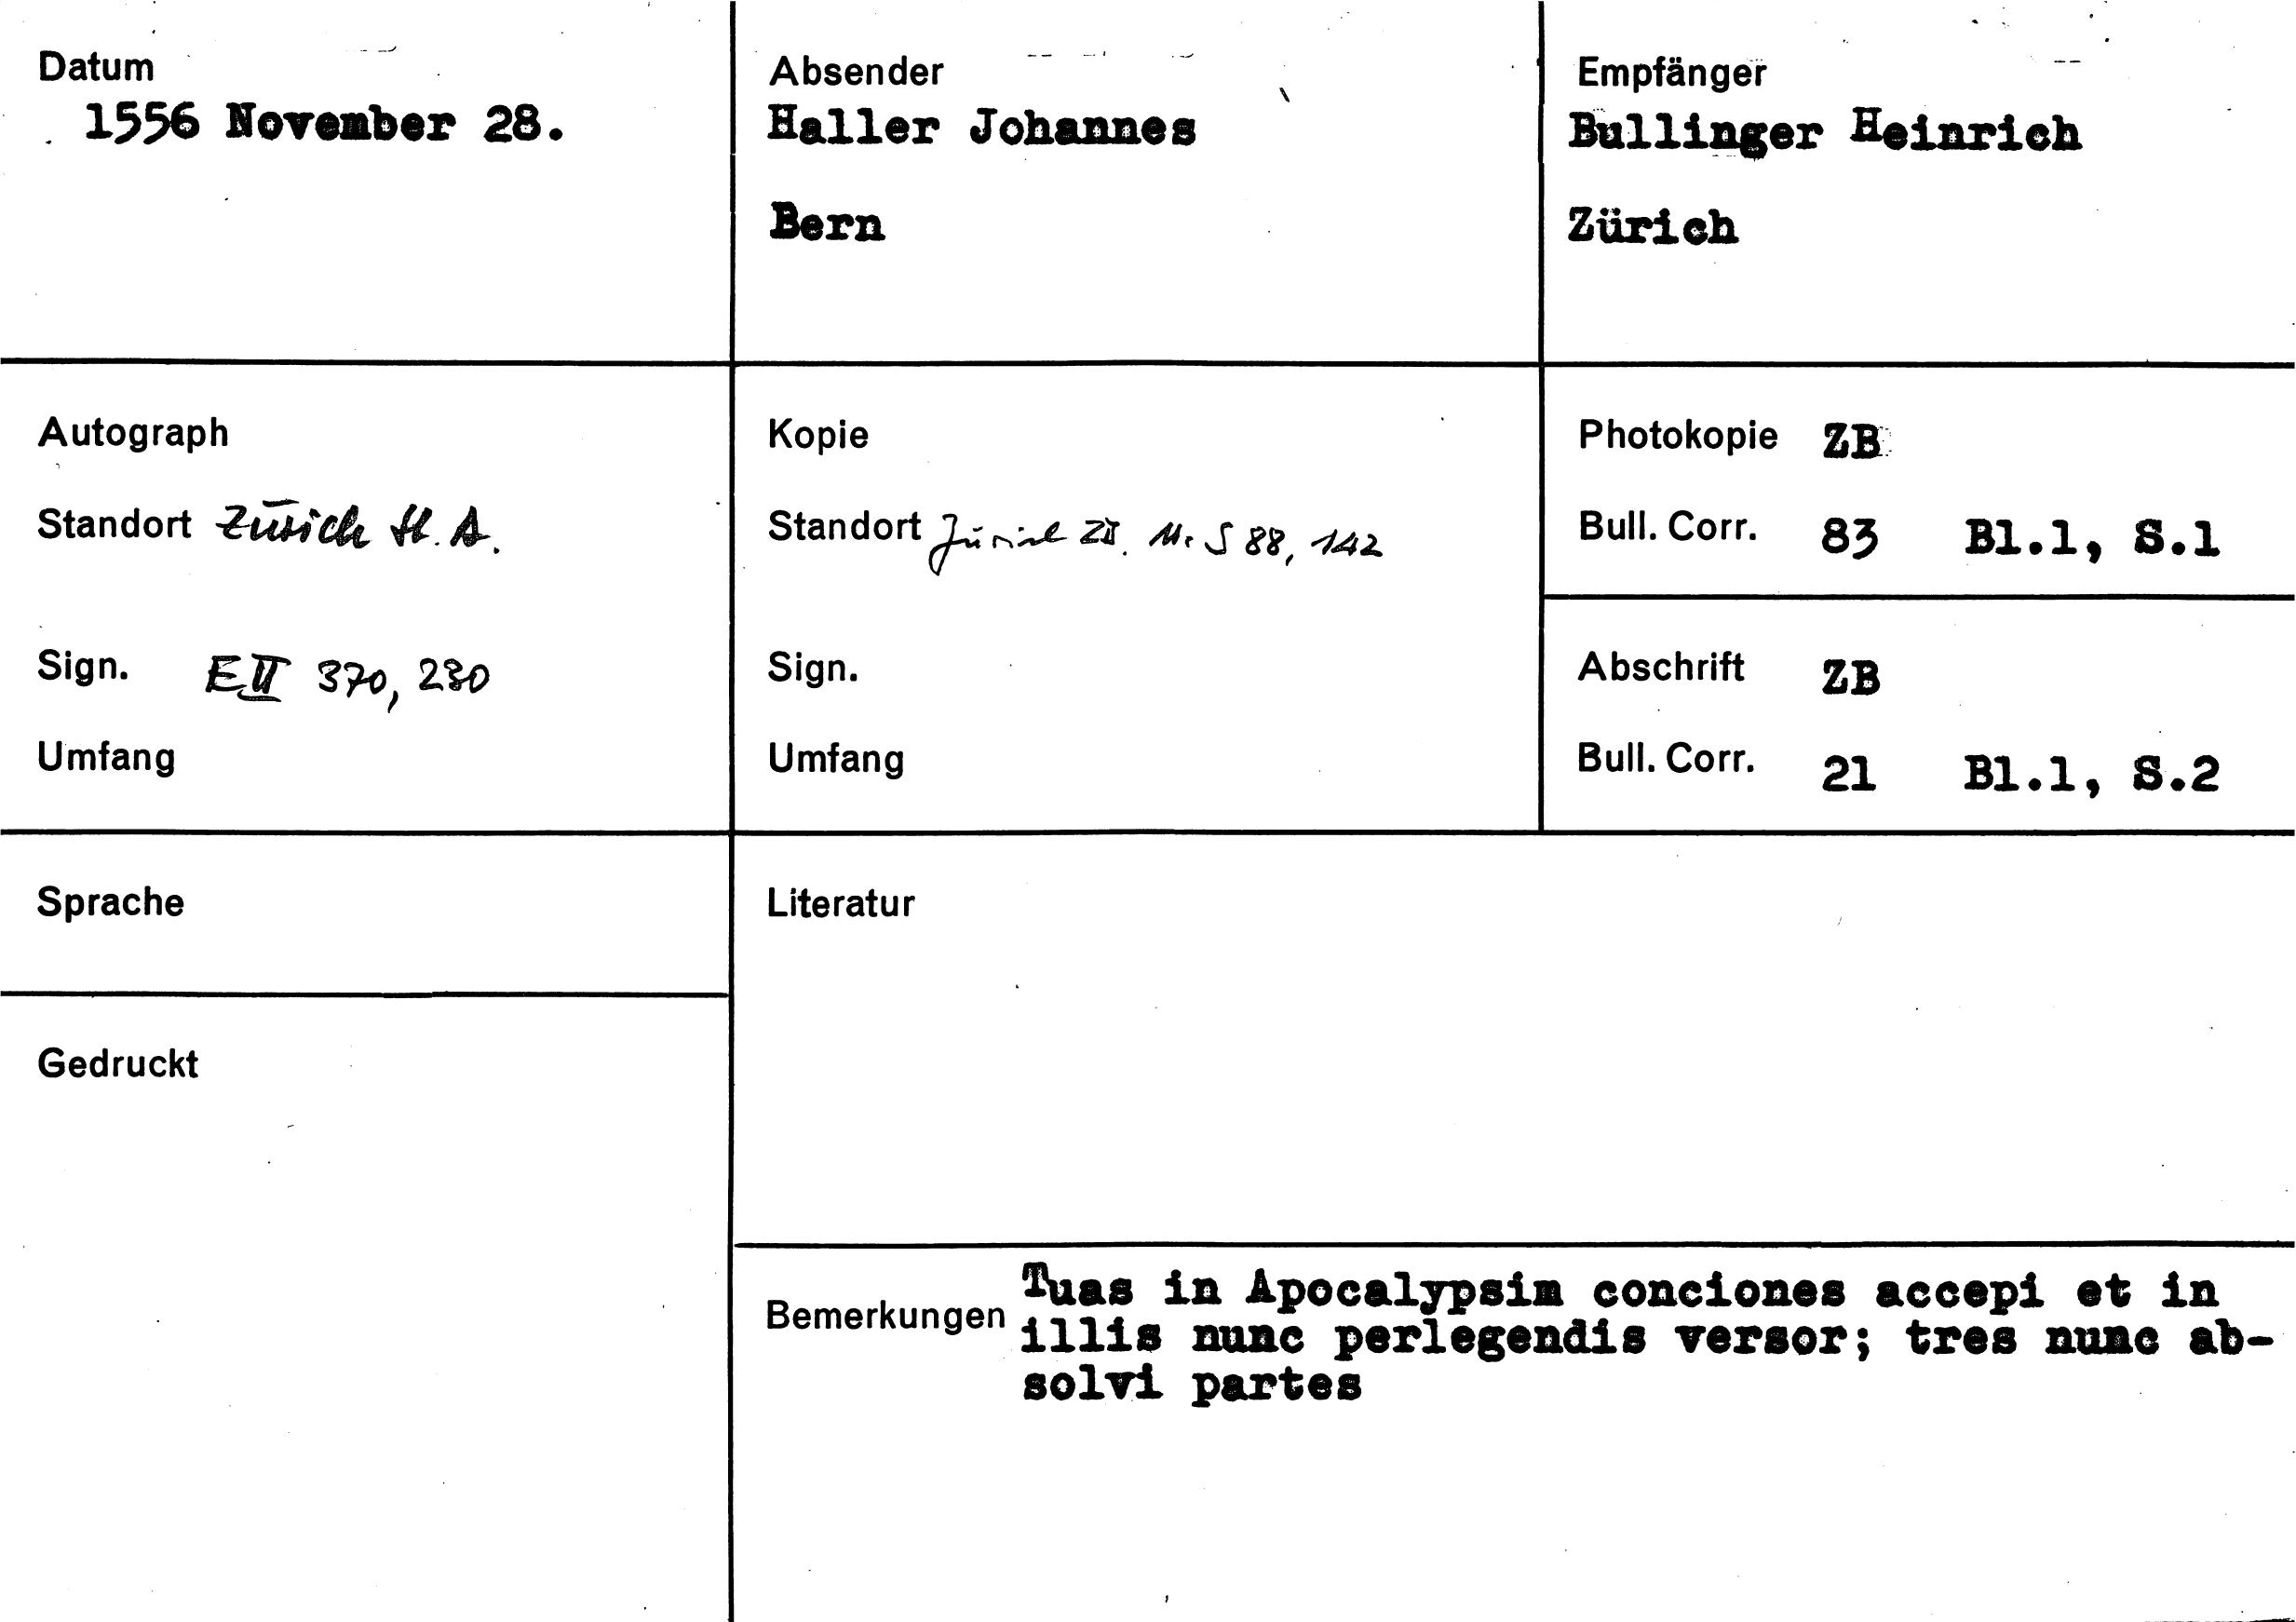 Datum
1556 November 28.
Absender
Haller Johannes
Bern
Empfänger
Bullinger Heinrich
Zürich
Autograph
Standort Zürich St. A.
Sign. E II 370, 230
Umfang
Kopie
Standort Zürich ZB. Ms S 88, 142
Sign.
Umfang
Photokopie ZB
Bull. Corr. 83 Bl.1, S.1
Abschrift ZB
Bull. Corr. 21 Bl.1, S.2
Sprache
Gedruckt
Literatur
Bemerkungen
Tuas in Apocalypsim conciones accepi et in
illis nunc perlegendis versor; tres nunc ab-
solvi partes